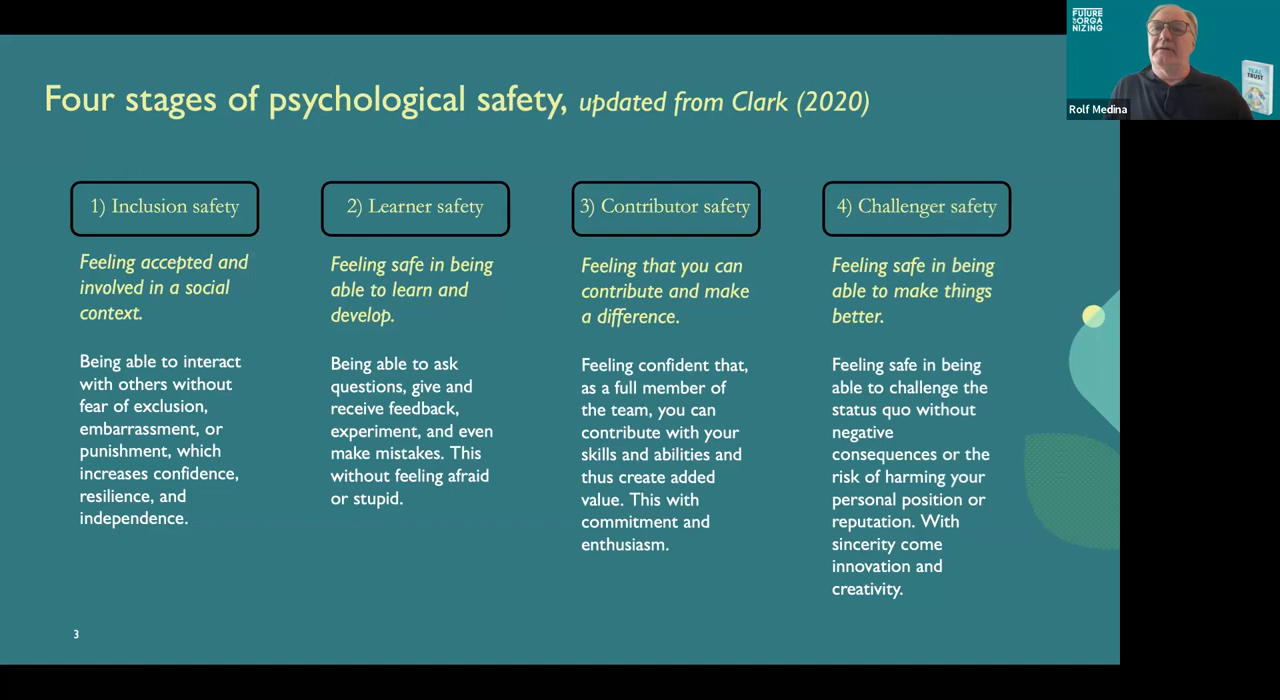 FUTURE
OF ORGA
NIZING
TEAL
TRUST
Rolf Medina
Four stages of psychological safety, updated from Clark (2020)
1) Inclusion safety
Feeling accepted and
involved in a social
context.
Being able to interact
with others without
fear of exclusion,
embarrassment, or
punishment, which
increases confidence,
resilience, and
independence.
2) Learner safety
Feeling safe in being
able to learn and
develop.
Being able to ask
questions, give and
receive feedback,
experiment, and even
make mistakes. This
without feeling afraid
or stupid.
3) Contributor safety
Feeling that you can
contribute and make
a difference.
Feeling confident that,
as a full member of
the team, you can
contribute with your
skills and abilities and
thus create added
value. This with
commitment and
enthusiasm.
4) Challenger safety
Feeling safe in being
able to make things
better.
Feeling safe in being
able to challenge the
status quo without
negative
consequences or the
risk of harming your
personal position or
reputation. With
sincerity come
innovation and
creativity.
3